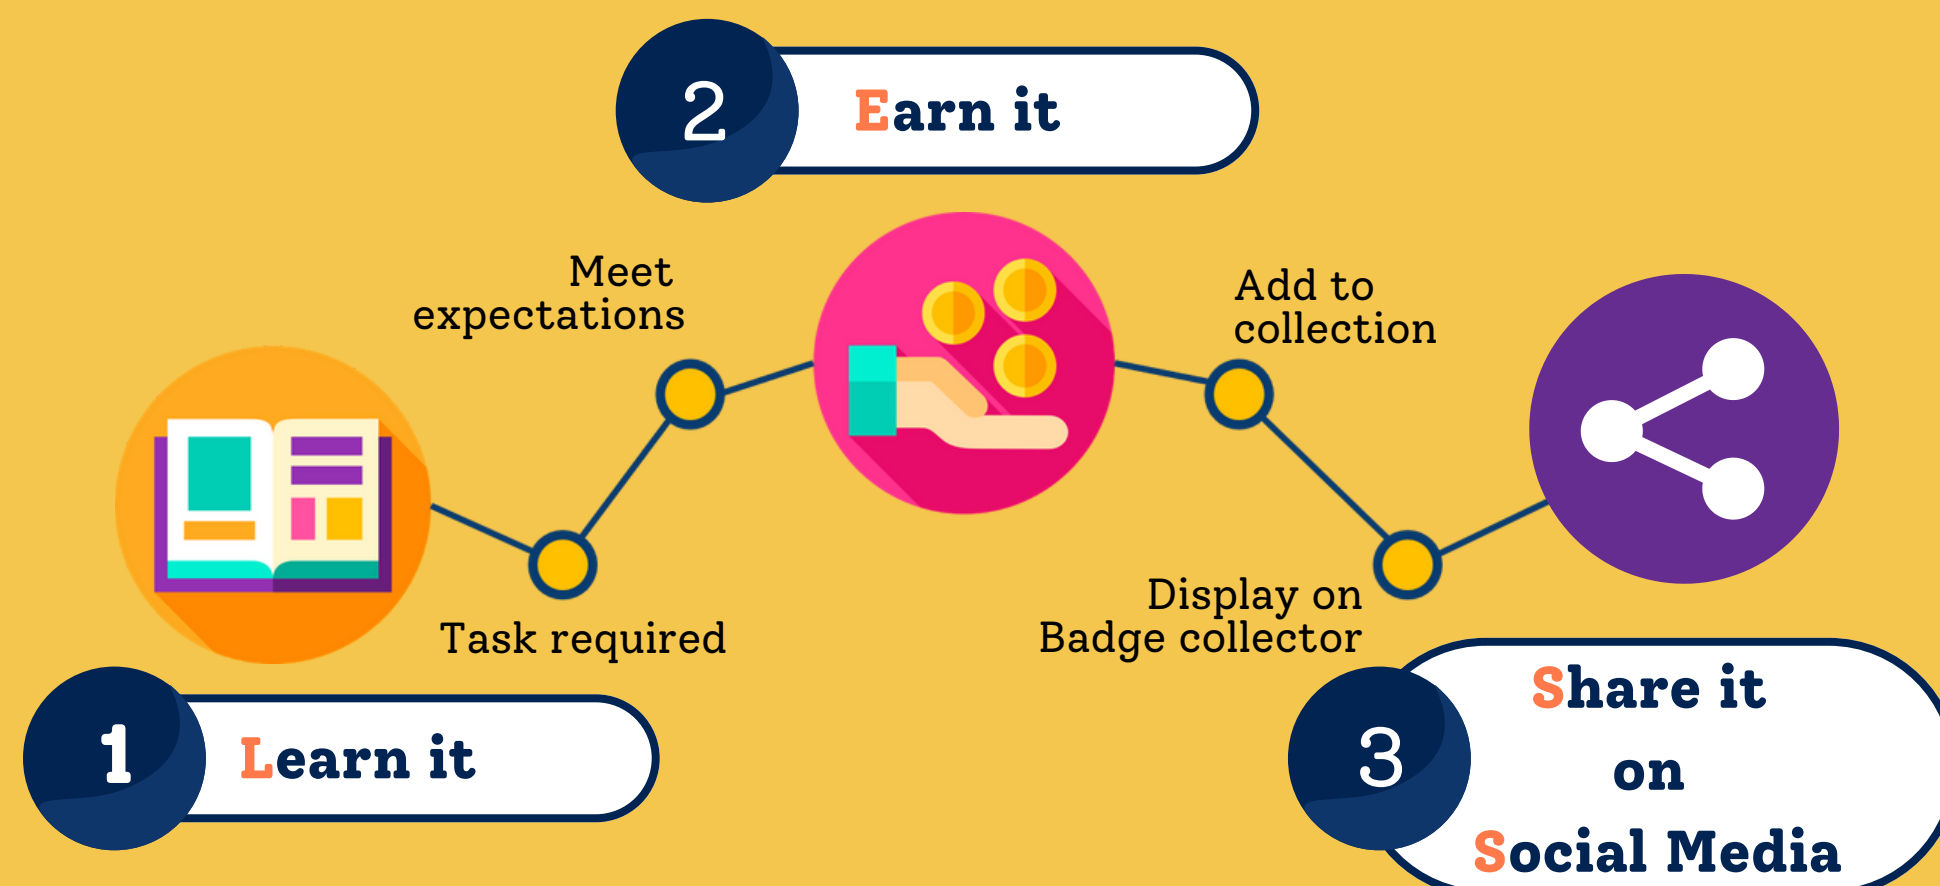 2
Earn it
Meet
expectations
Add to
collection
Task required
Display on
Badge collector
1
Learn it
3
Share it
on
Social Media